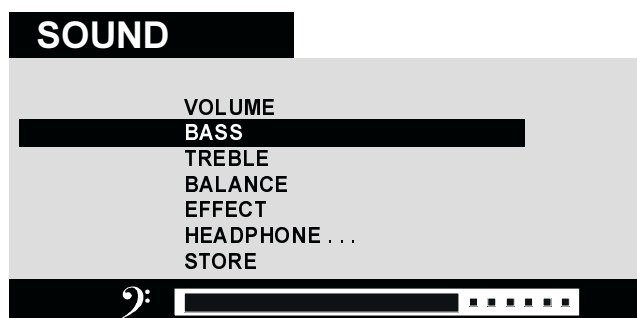 SOUND
VOLUME
BASS
TREBLE
BALANCE
EFFECT
HEADPHONE . . .
STORE